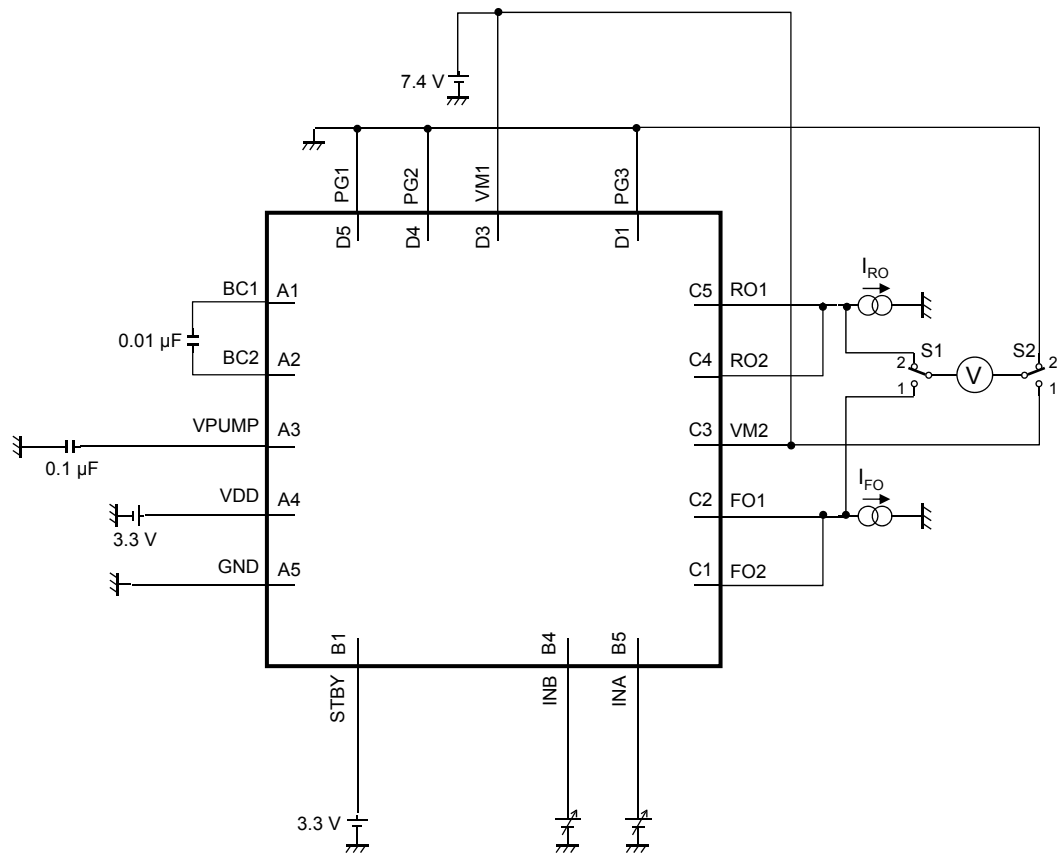 7.4 V
PG1
PG2
VM1
PG3
D5
D4
D3
D1
BC1
A1
0.01 µF
BC2
A2
VPUMP
A3
0.1 µF
VDD
A4
3.3 V
GND
A5
C5
RO1
IRO
C4
RO2
S1
2
1
V
S2
2
1
C3
VM2
C2
FO1
IFO
C1
FO2
B1
B4
B5
STBY
INB
INA
3.3 V